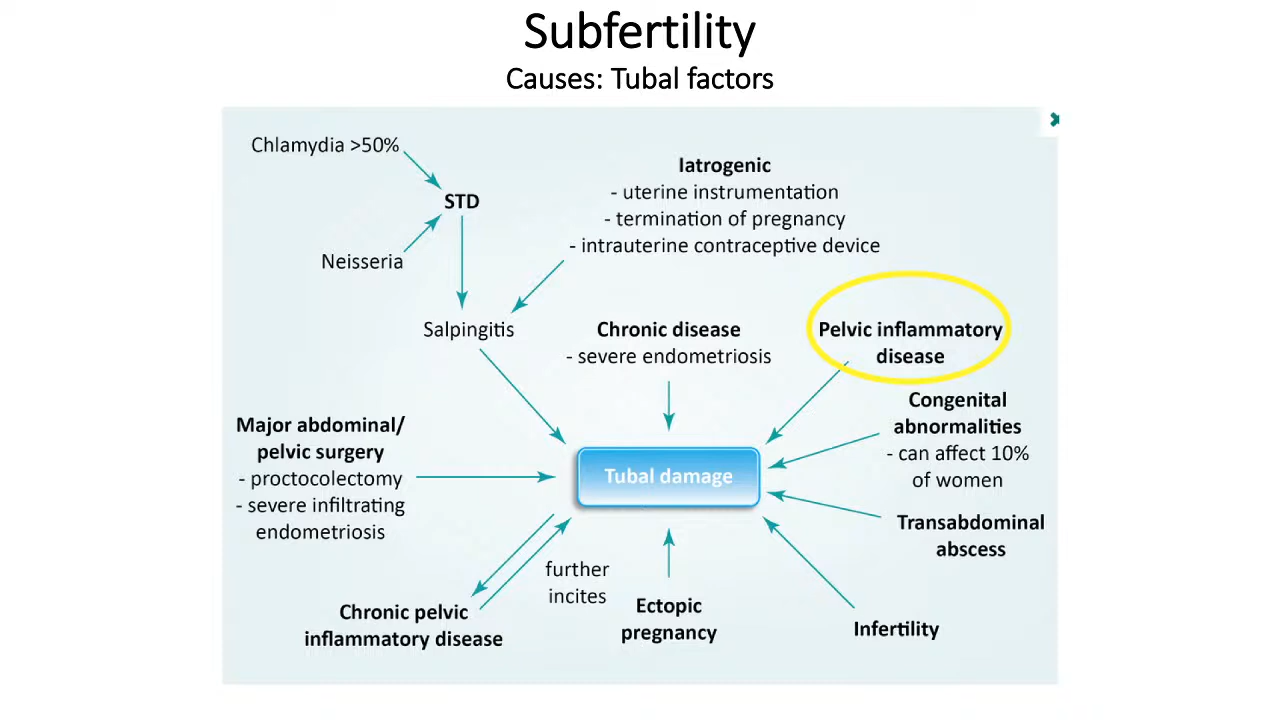 Subfertility
Causes: Tubal factors
Chlamydia >50%
STD
Neisseria
Iatrogenic
- uterine instrumentation
- termination of pregnancy
- intrauterine contraceptive device
Salpingitis
Chronic disease
- severe endometriosis
Pelvic inflammatory
disease
Congenital
abnormalities
- can affect 10%
of women
Major abdominal/
pelvic surgery
- proctocolectomy
- severe infiltrating
endometriosis
Tubal damage
Transabdominal
abscess
further
incites
Chronic pelvic
inflammatory disease
Ectopic
pregnancy
Infertility